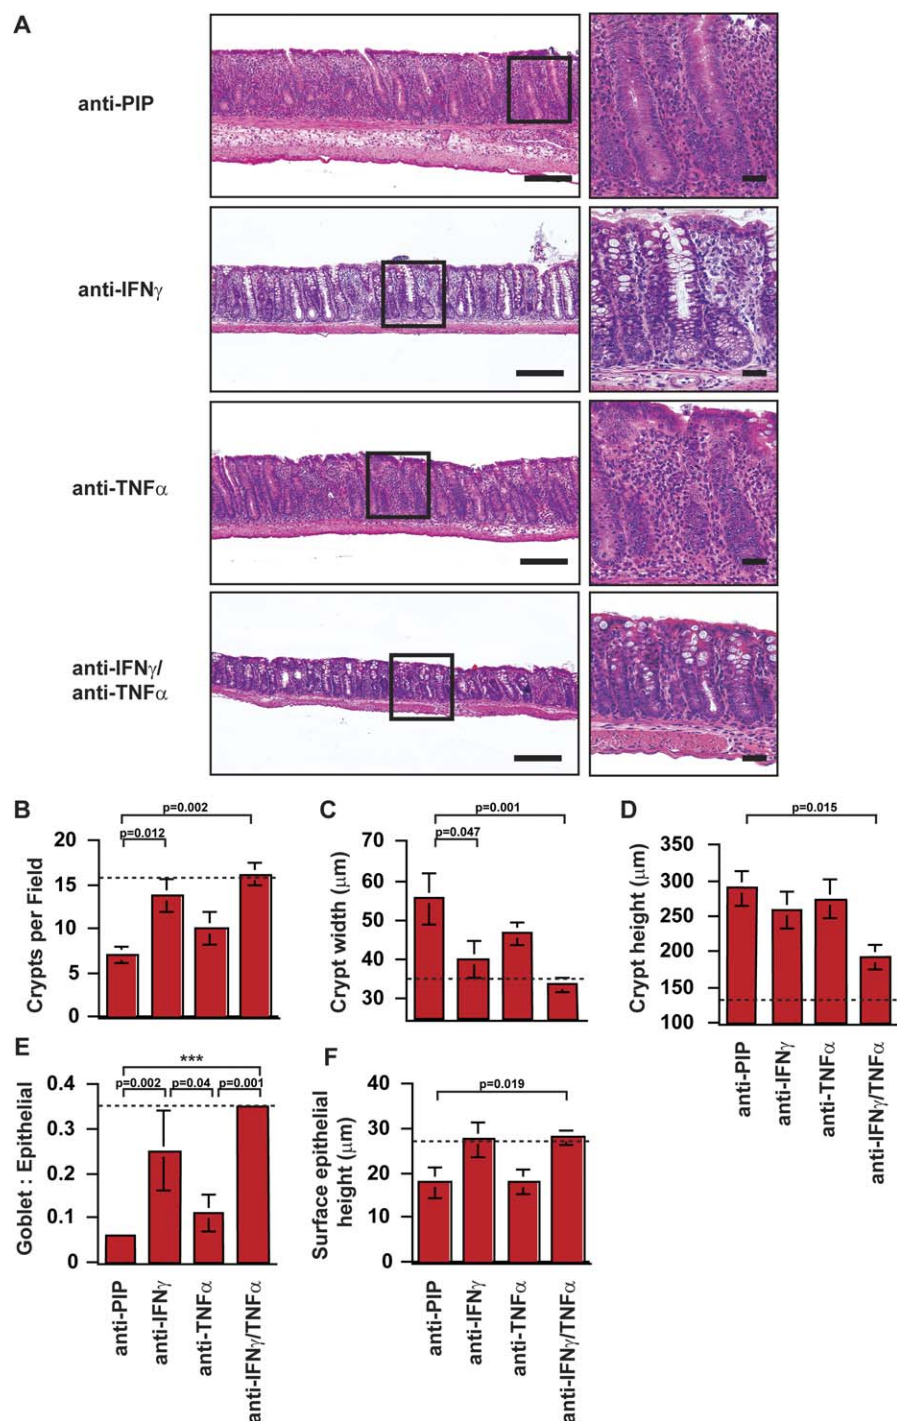 A
anti-PIP
anti-IFNγ
anti-TNFα
anti-IFNγ/
anti-TNFα
B
p=0.002
p=0.012
Crypts per Field
20
15
10
5
0
C
p=0.001
p=0.047
Crypt width (μm)
70
60
50
40
30
D
p=0.015
Crypt height (μm)
350
300
250
200
150
100
anti-PIP
anti-IFNγ
anti-TNFα
anti-IFNγ/TNFα
E
***
p=0.002
p=0.04
p=0.001
Goblet : Epithelial
0.4
0.3
0.2
0.1
0
anti-PIP
anti-IFNγ
anti-TNFα
anti-IFNγ/TNFα
F
p=0.019
Surface epithelial
height (μm)
40
30
20
10
0
anti-PIP
anti-IFNγ
anti-TNFα
anti-IFNγ/TNFα